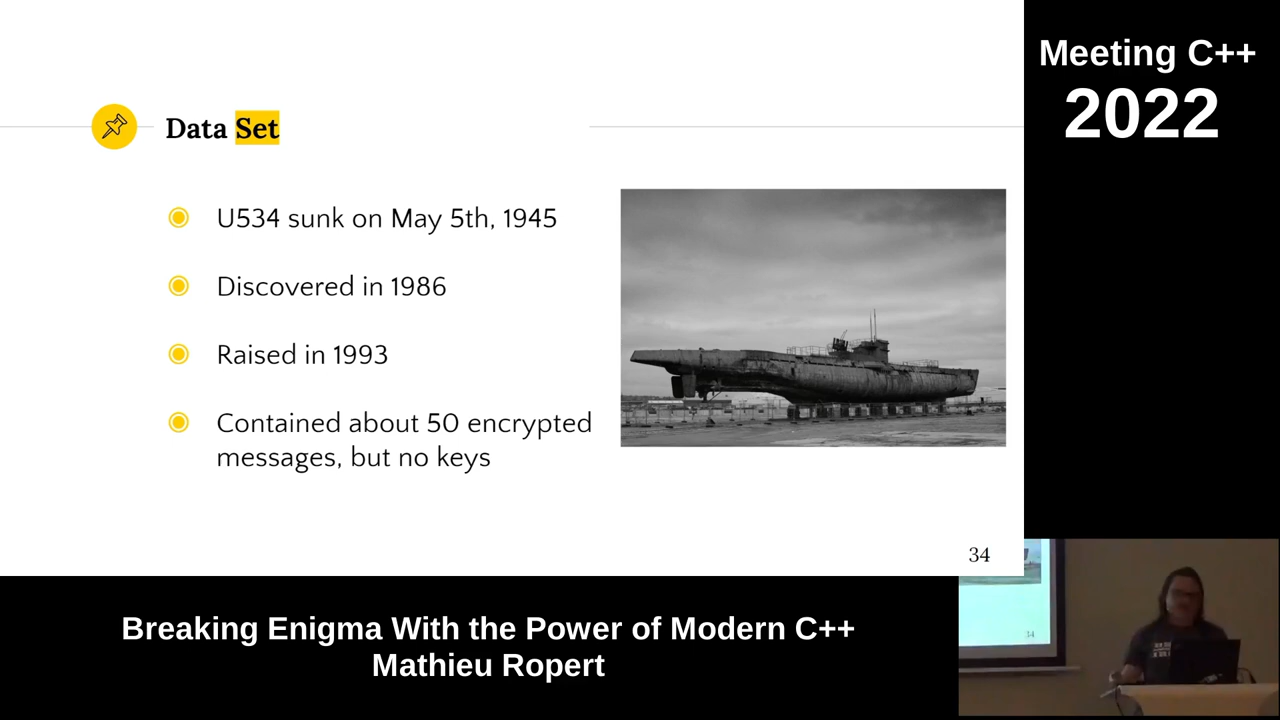 Meeting C++
2022
Data Set
U534 sunk on May 5th, 1945
Discovered in 1986
Raised in 1993
Contained about 50 encrypted
messages, but no keys
34
34
Breaking Enigma With the Power of Modern C++
Mathieu Ropert